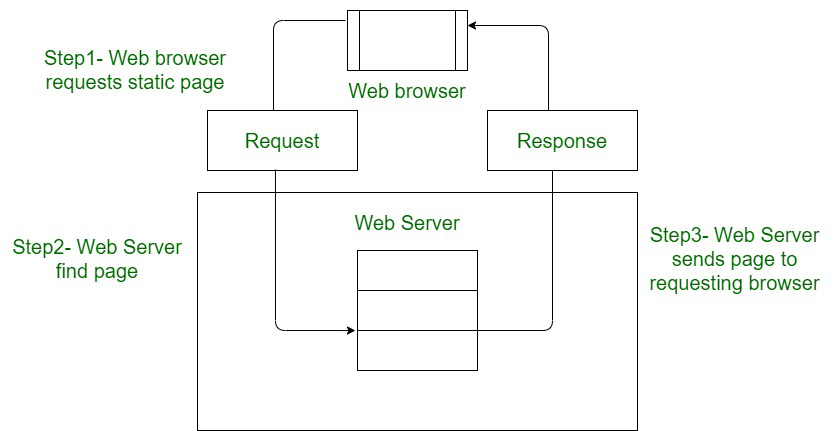 Step1- Web browser
requests static page
Web browser
Request
Response
Web Server
Step2- Web Server
find page
Step3- Web Server
sends page to
requesting browser